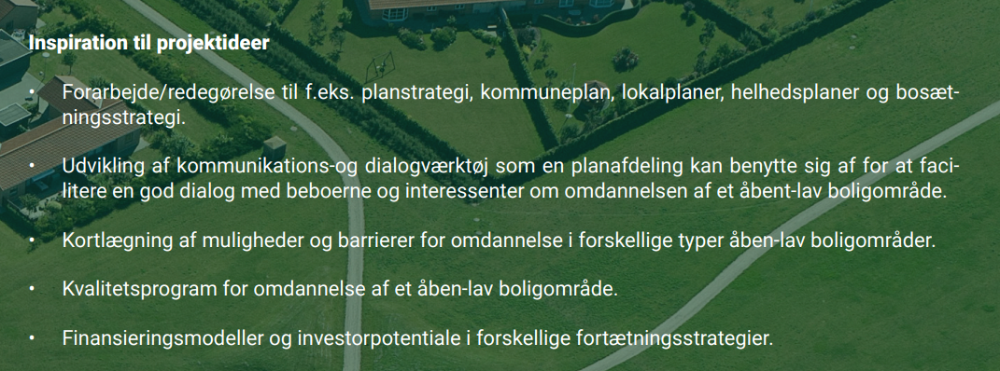 Inspiration til projektideer
• Forarbejde/redegørelse til f.eks. planstrategi, kommuneplan, lokalplaner, helhedsplaner og bosæt-
ningsstrategi.
• Udvikling af kommunikations-og dialogværktøj som en planafdeling kan benytte sig af for at faci-
litere en god dialog med beboerne og interessenter om omdannelsen af et åbent-lav boligområde.
• Kortlægning af muligheder og barrierer for omdannelse i forskellige typer åben-lav boligområder.
• Kvalitetsprogram for omdannelse af et åben-lav boligområde.
• Finansieringsmodeller og investorpotentiale i forskellige fortætningsstrategier.